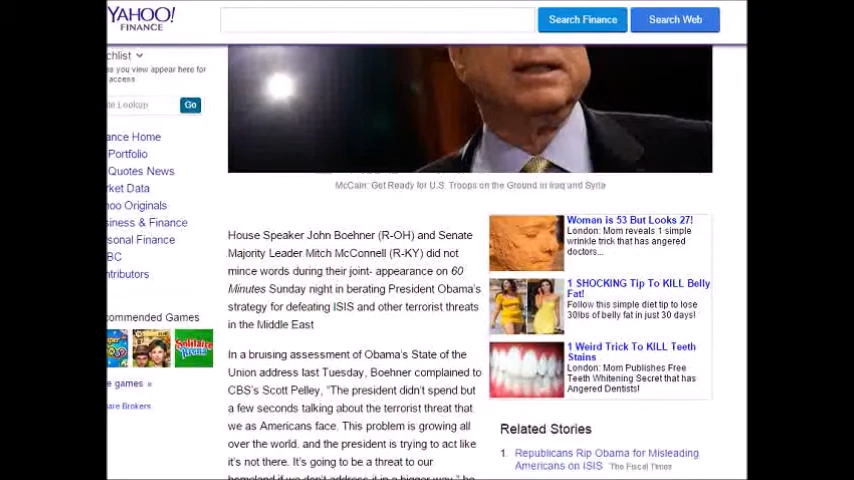 YAHOO!
FINANCE
Search Finance
Search Web
chlist
s you view appear here for
access
te Lookup
Go
ance Home
Portfolio
Quotes News
ket Data
hoo Originals
siness & Finance
rsonal Finance
BC
ntributors
ommended Games
Solitaire
e games »
are Brokers
McCain: Get Ready for U.S. Troops on the Ground in Iraq and Syria
House Speaker John Boehner (R-OH) and Senate
Majority Leader Mitch McConnell (R-KY) did not
mince words during their joint- appearance on 60
Minutes Sunday night in berating President Obama's
strategy for defeating ISIS and other terrorist threats
in the Middle East
In a brusing assessment of Obama's State of the
Union address last Tuesday, Boehner complained to
CBS's Scott Pelley, "The president didn't spend but
a few seconds talking about the terrorist threat that
we as Americans face. This problem is growing all
over the world, and the president is trying to act like
it's not there. It's going to be a threat to our
homeland if we don't address it in a bigger way," he
Woman is 53 But Looks 27!
London: Mom reveals 1 simple
wrinkle trick that has angered
doctors...
1 SHOCKING Tip To KILL Belly
Fat!
Follow this simple diet tip to lose
30lbs of belly fat in just 30 days!
1 Weird Trick To KILL Teeth
Stains
London: Mom Publishes Free
Teeth Whitening Secret that has
Angered Dentists!
Related Stories
1. Republicans Rip Obama for Misleading
Americans on ISIS The Fiscal Times